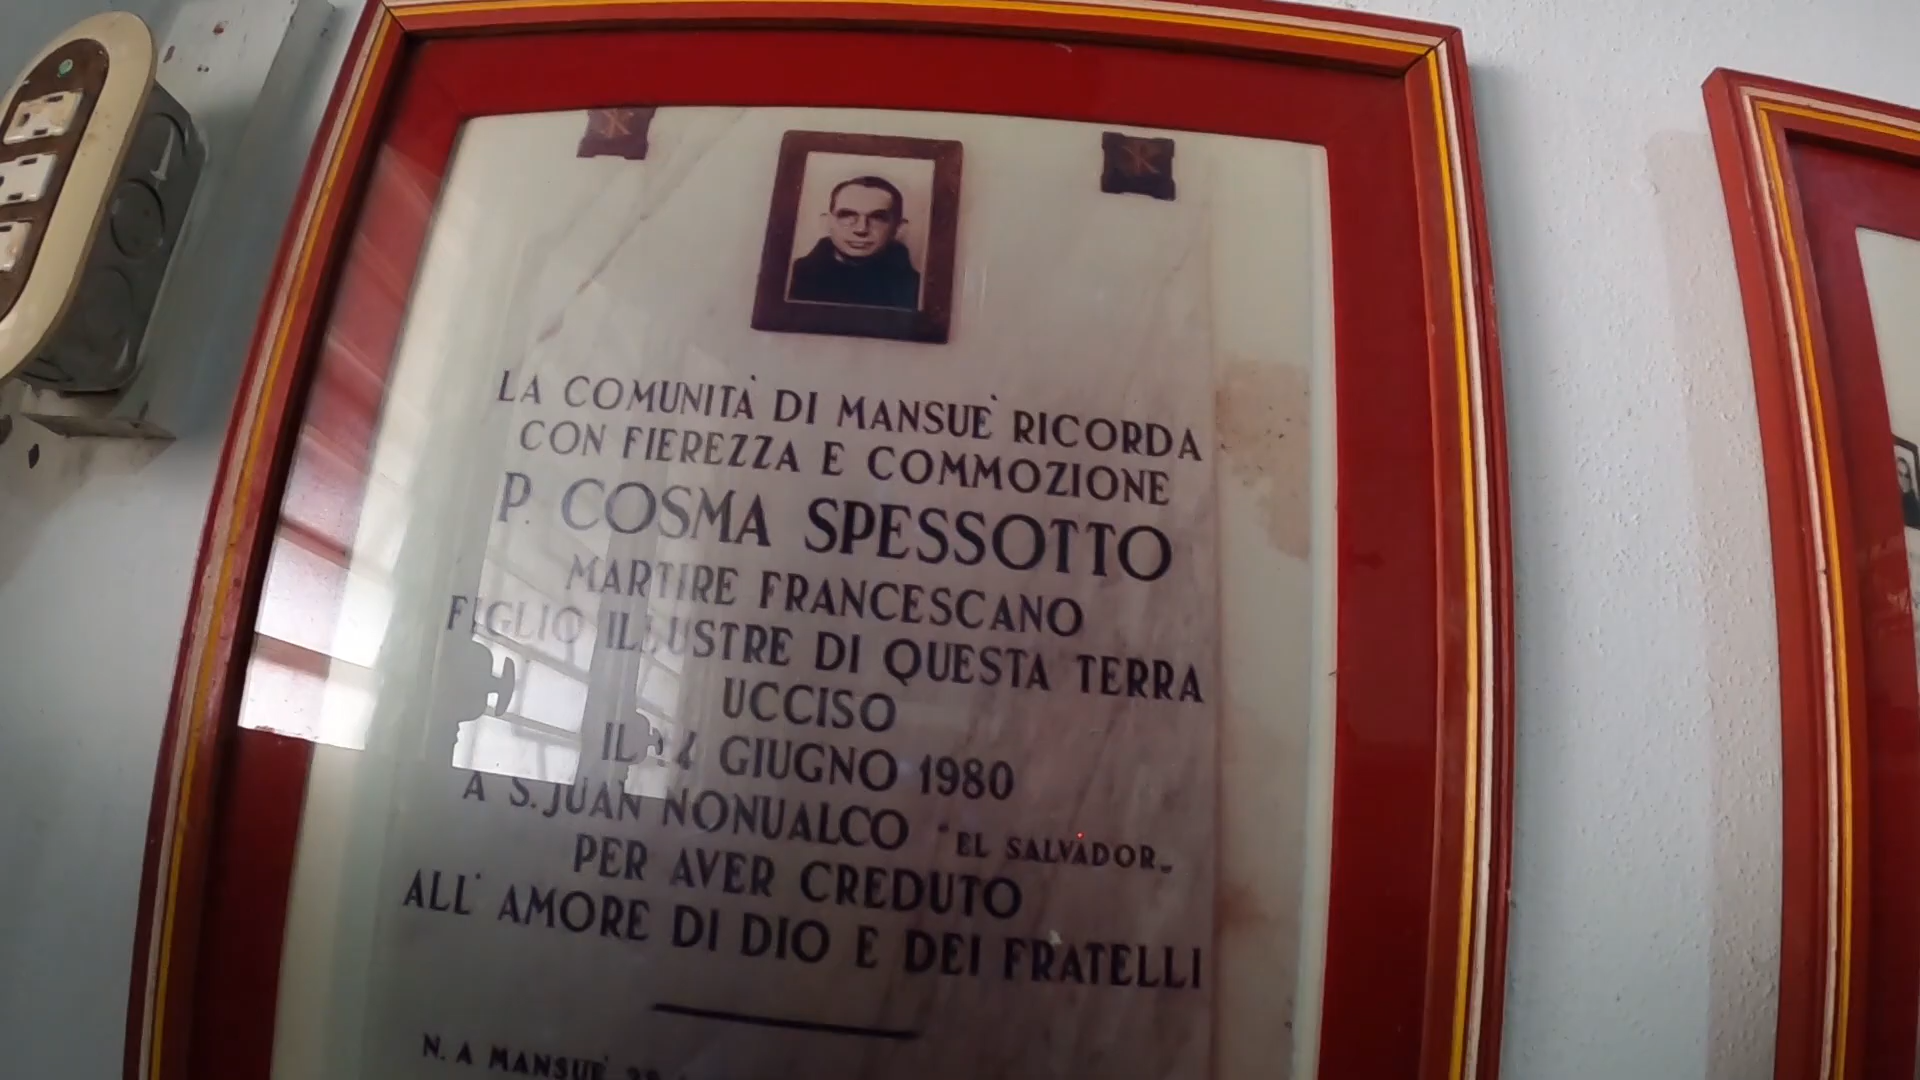 LA COMUNITÀ DI MANSUÈ RICORDA
CON FIEREZZA E COMMOZIONE
P. COSMA SPESSOTTO
MARTIRE FRANCESCANO
FIGLIO ILLUSTRE DI QUESTA TERRA
UCCISO
IL GIUGNO 1980
A S. JUAN NONUALCO "EL SALVADOR"
PER AVER CREDUTO
ALL' AMORE DI DIO E DEI FRATELLI
N. A MANSUÈ